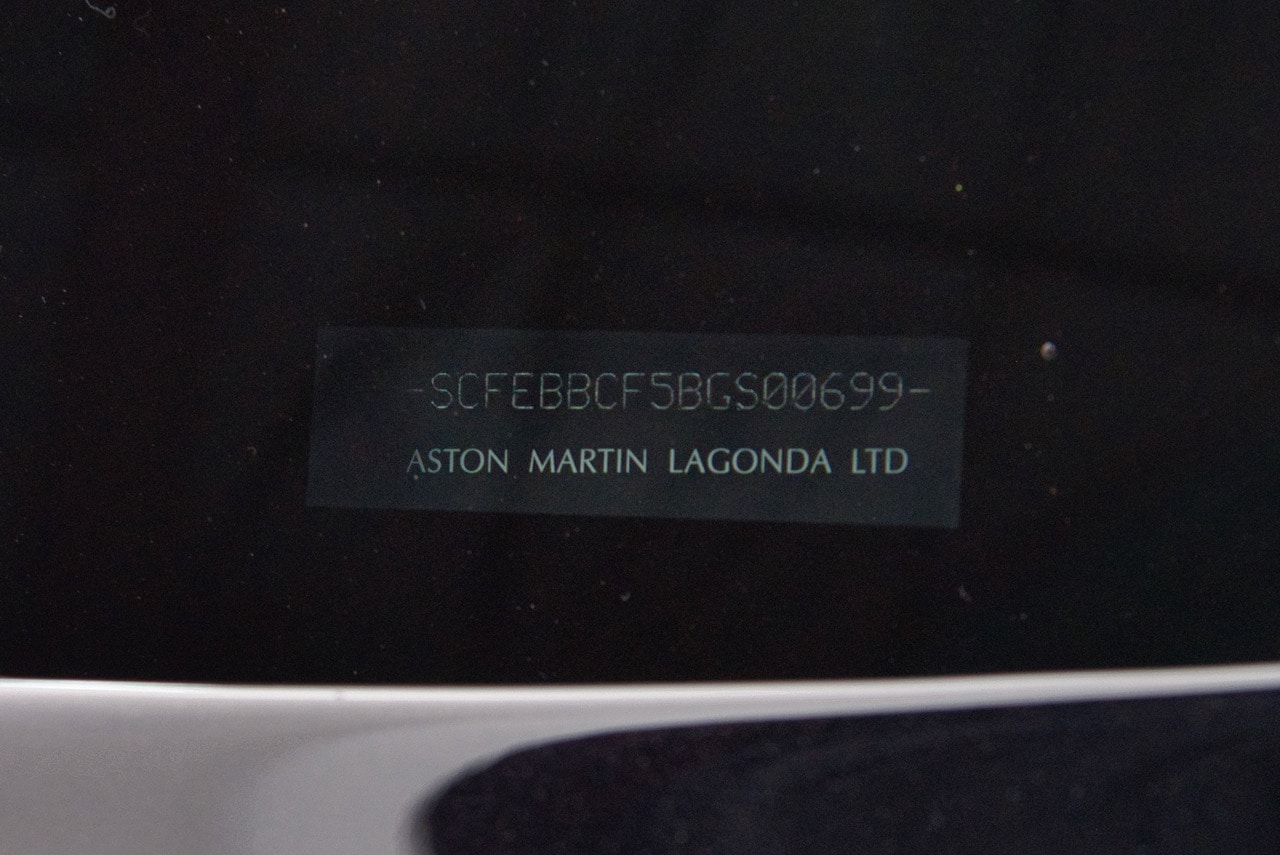 -SCFEBBCF5BGS00699-
ASTON MARTIN LAGONDA LTD